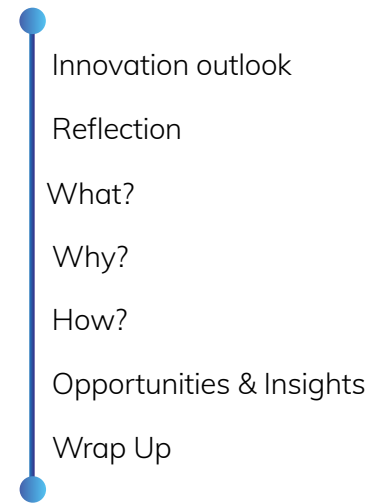 Innovation outlook
Reflection
What?
Why?
How?
Opportunities & Insights
Wrap Up